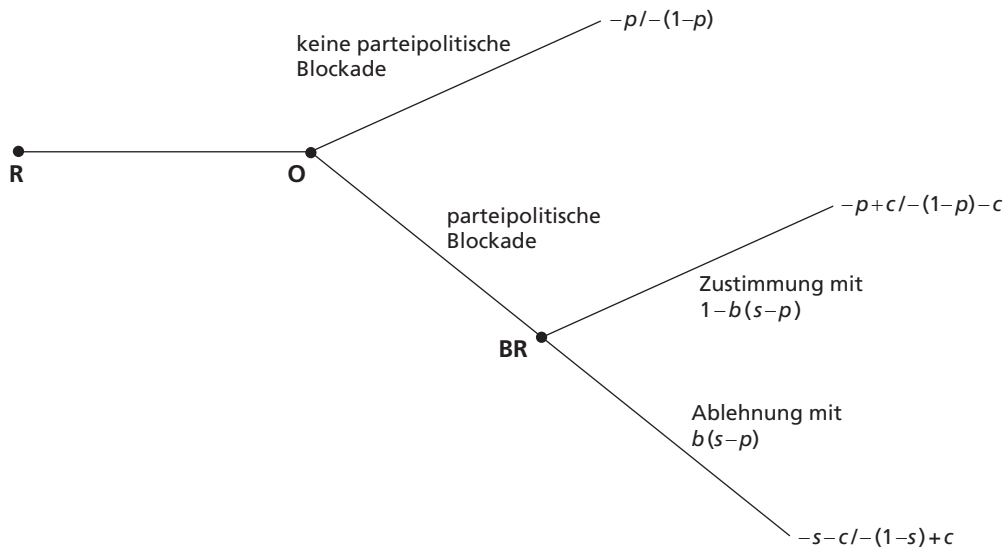 −p/−(1−p)
keine parteipolitische
Blockade
R
O
parteipolitische
Blockade
−p+c/−(1−p)−c
Zustimmung mit
1−b(s−p)
BR
Ablehnung mit
b(s−p)
−s−c/−(1−s)+c